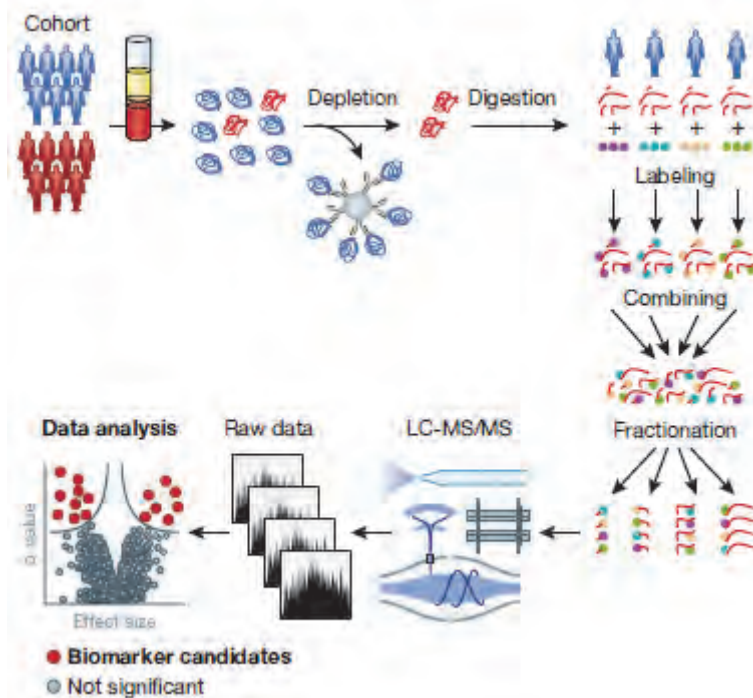 Cohort
Depletion
Digestion
+ + + +
Labeling
Combining
Fractionation
LC-MS/MS
Raw data
Data analysis
p value
Effect size
Biomarker candidates
Not significant